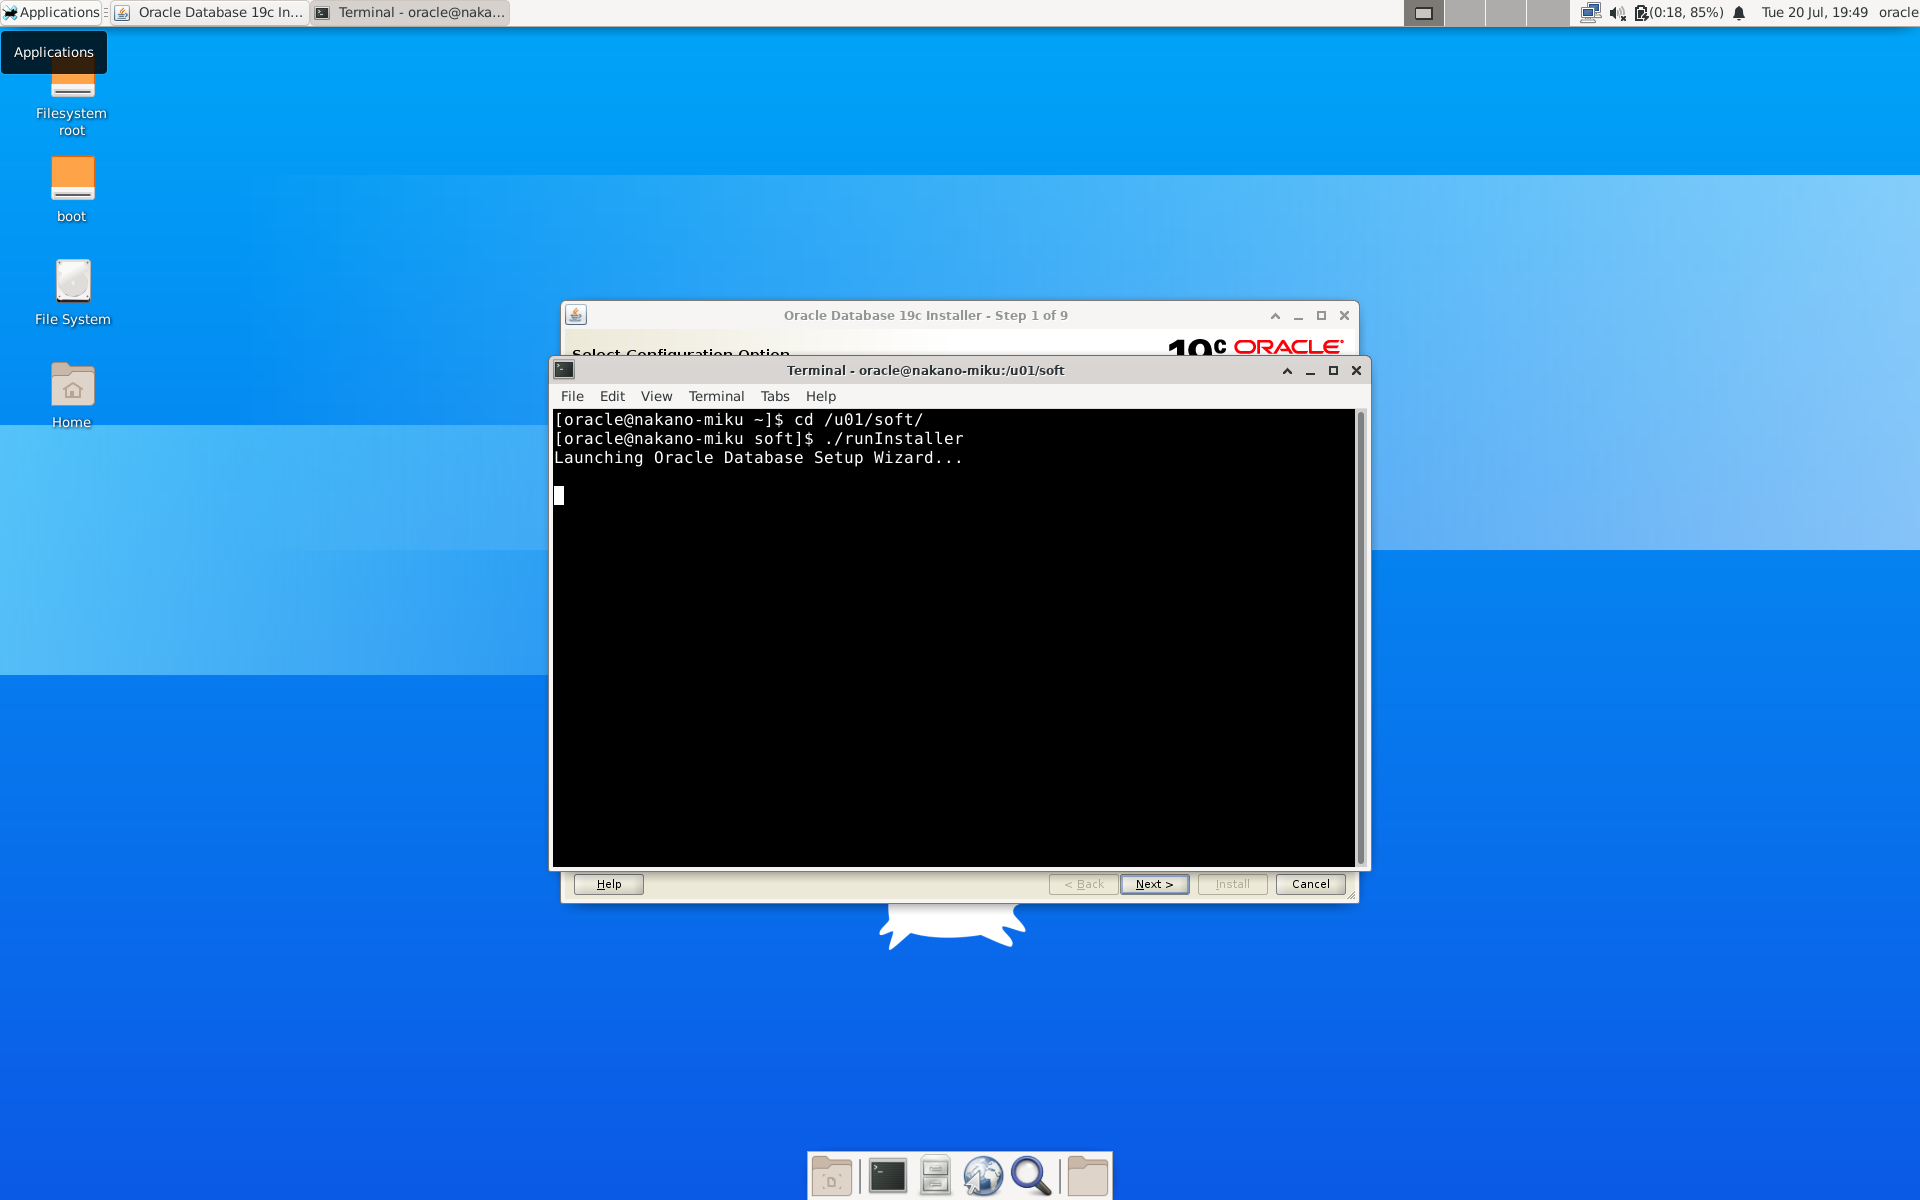 Applications
Oracle Database 19c In...
Terminal - oracle@naka...
(0:18, 85%)
Tue 20 Jul, 19:49
oracle
Applications
Filesystem
root
boot
File System
Home
Oracle Database 19c Installer - Step 1 of 9
Select Configuration Option
19c ORACLE
Terminal - oracle@nakano-miku:/u01/soft
File Edit View Terminal Tabs Help
[oracle@nakano-miku ~]$ cd /u01/soft/
[oracle@nakano-miku soft]$ ./runInstaller
Launching Oracle Database Setup Wizard...
Help
< Back
Next >
Install
Cancel